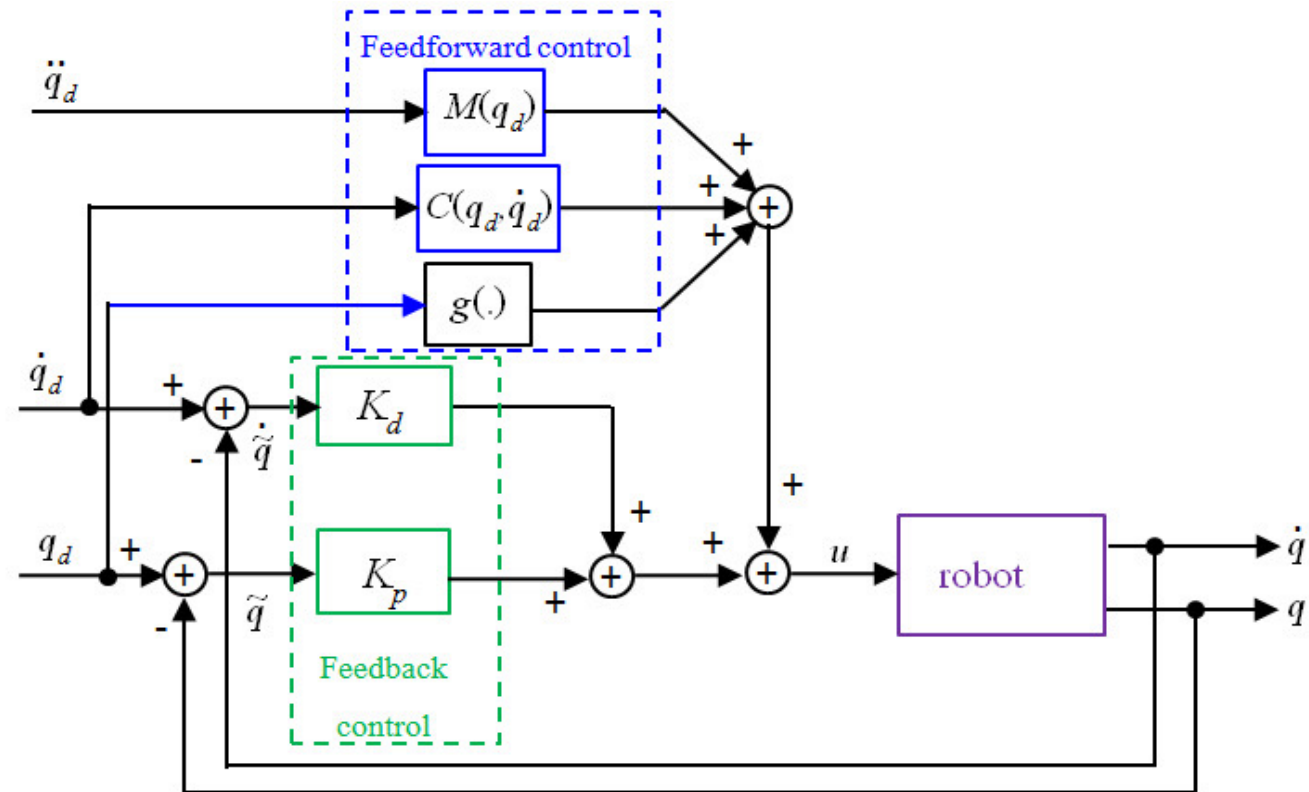 Feedforward control
q̈_d
M(q_d)
+
+
C(q_d, q̇_d)
+
+
g(.)
q̇_d
+
+
K_d
-
q̃̇
+
+
+
q_d
+
+
K_p
+
+
u
robot
q̇
q
-
q̃
+
Feedback
control